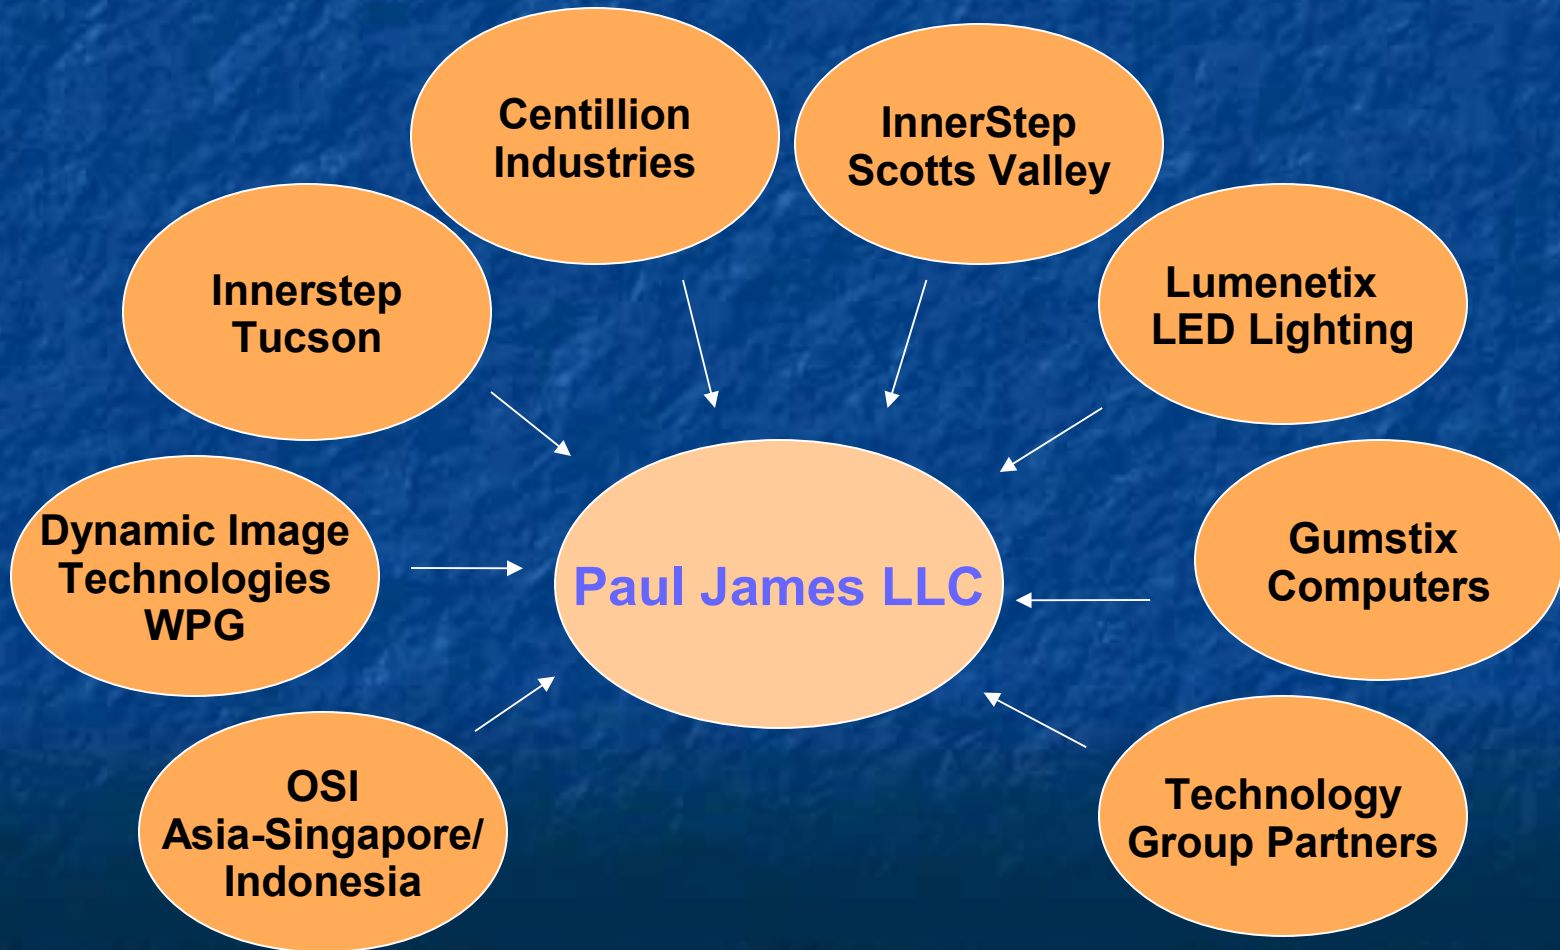 Centillion
Industries
InnerStep
Scotts Valley
Innerstep
Tucson
Lumenetix
LED Lighting
Dynamic Image
Technologies
WPG
Paul James LLC
Gumstix
Computers
OSI
Asia-Singapore/
Indonesia
Technology
Group Partners